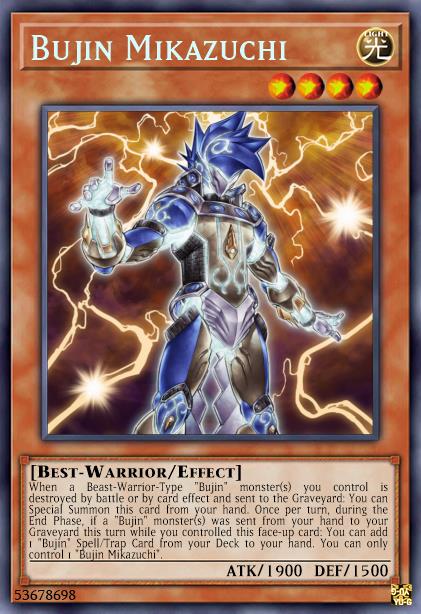 Bujin Mikazuchi
LIGHT
光
[Best-Warrior/Effect]
When a Beast-Warrior-Type "Bujin" monster(s) you control is
destroyed by battle or by card effect and sent to the Graveyard: You can
Special Summon this card from your hand. Once per turn, during the
End Phase, if a "Bujin" monster(s) was sent from your hand to your
Graveyard this turn while you controlled this face-up card: You can add
1 "Bujin" Spell/Trap Card from your Deck to your hand. You can only
control 1 "Bujin Mikazuchi".
ATK/1900 DEF/1500
53678698